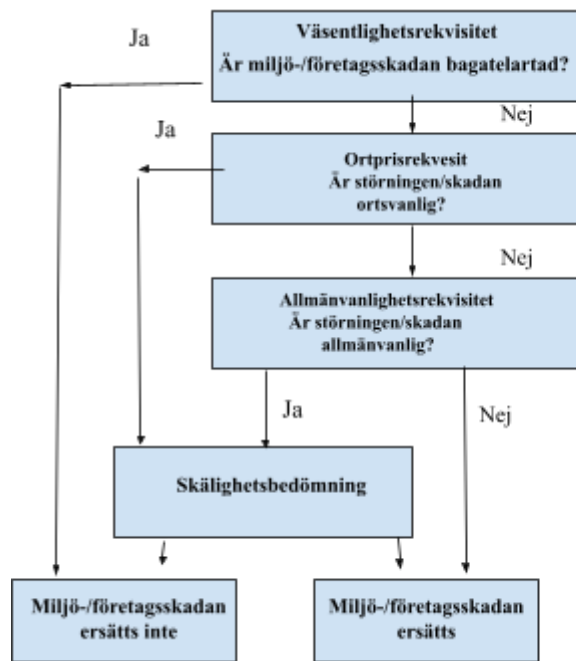 Ja
Väsentlighetsrekvisitet
Är miljö-/företagsskadan bagatelartad?
Nej
Ja
Ortprisrekvesit
Är störningen/skadan
ortsvanlig?
Nej
Allmänvanlighetsrekvisitet
Är störningen/skadan
allmänvanlig?
Ja
Nej
Skälighetsbedömning
Miljö-/företagsskadan
ersätts inte
Miljö-/företagsskadan
ersätts